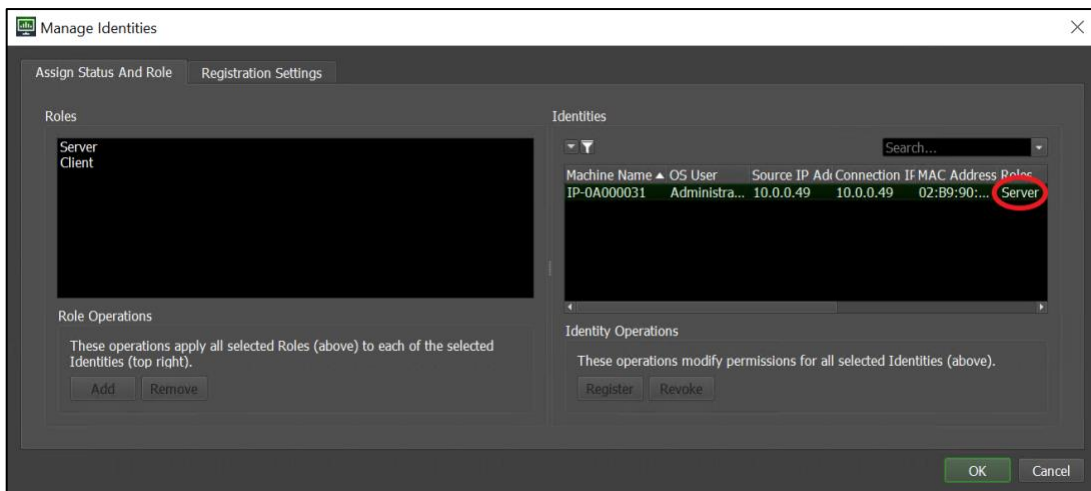 Manage Identities
Assign Status And Role
Registration Settings
Roles
Server
Client
Role Operations
These operations apply all selected Roles (above) to each of the selected
Identities (top right).
Add Remove
Identities
Search...
Machine Name OS User Source IP Ad Connection IF MAC Address Roles
IP-0A000031 Administra... 10.0.0.49 10.0.0.49 02:B9:90:... Server
Identity Operations
These operations modify permissions for all selected Identities (above).
Register Revoke
OK Cancel